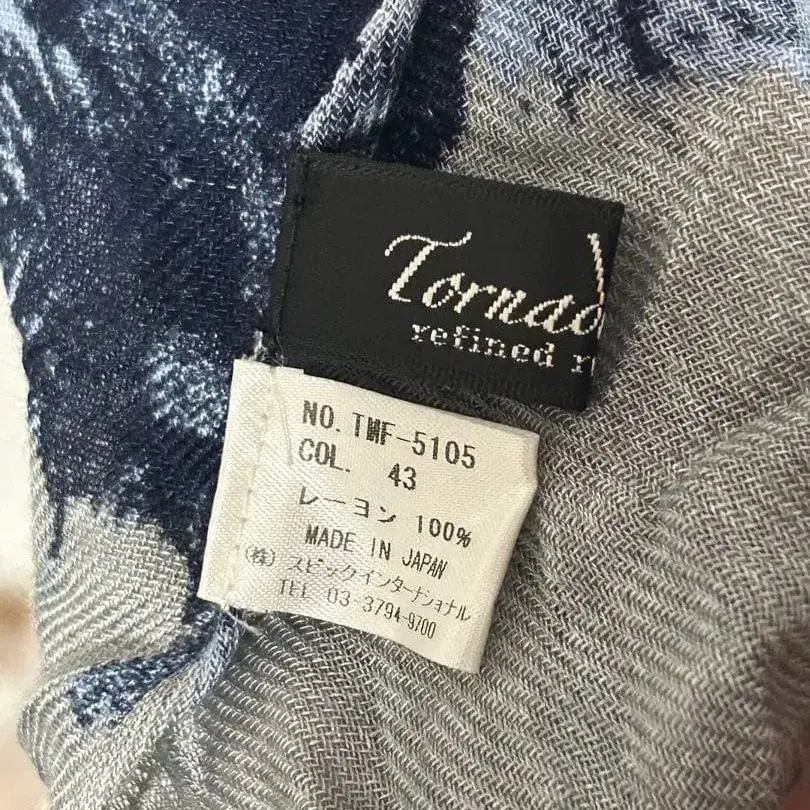 Tornad
refined r
NO. TMF-5105
COL. 43
レーヨン 100%
MADE IN JAPAN
(株) スピックインターナショナル
TEL 03-3794-9700